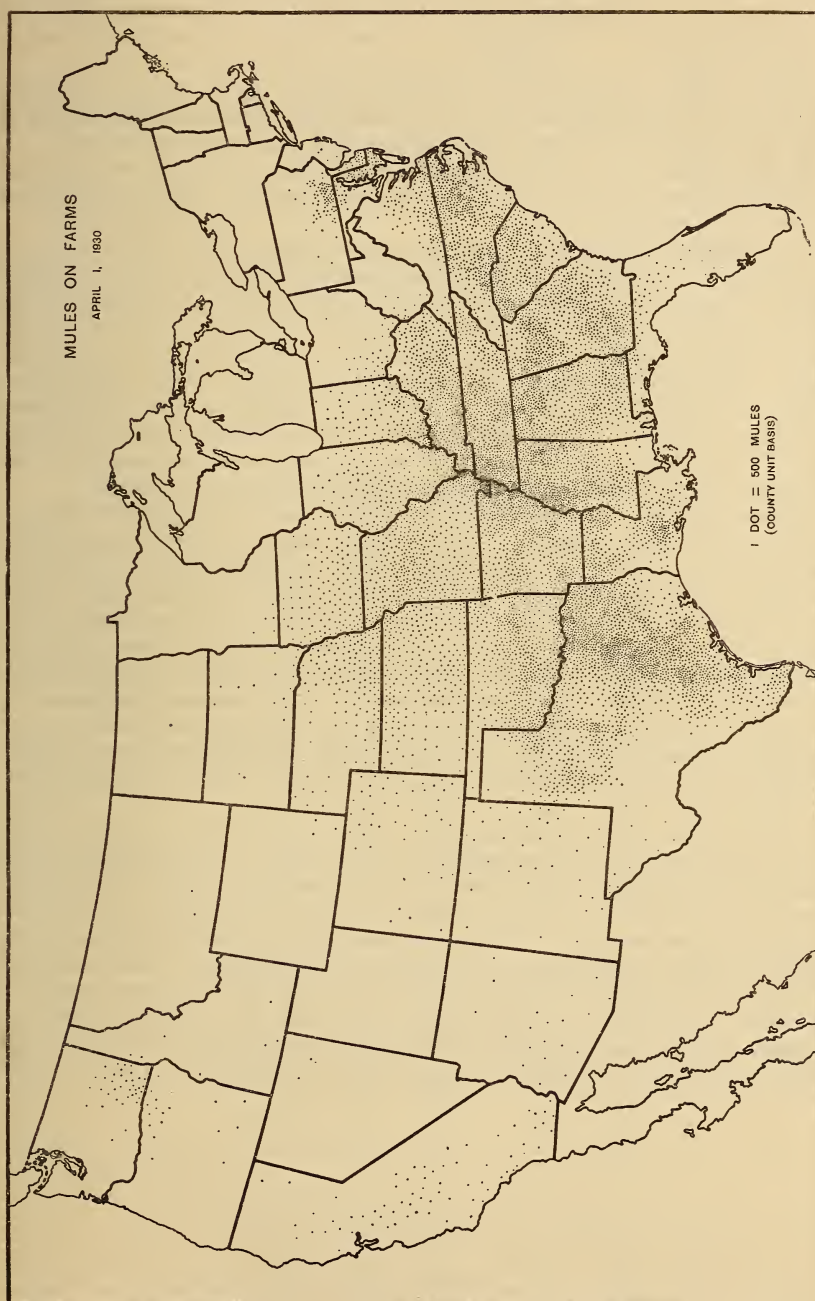 MULES ON FARMS
APRIL 1, 1930
1 DOT = 500 MULES
(COUNTY UNIT BASIS)